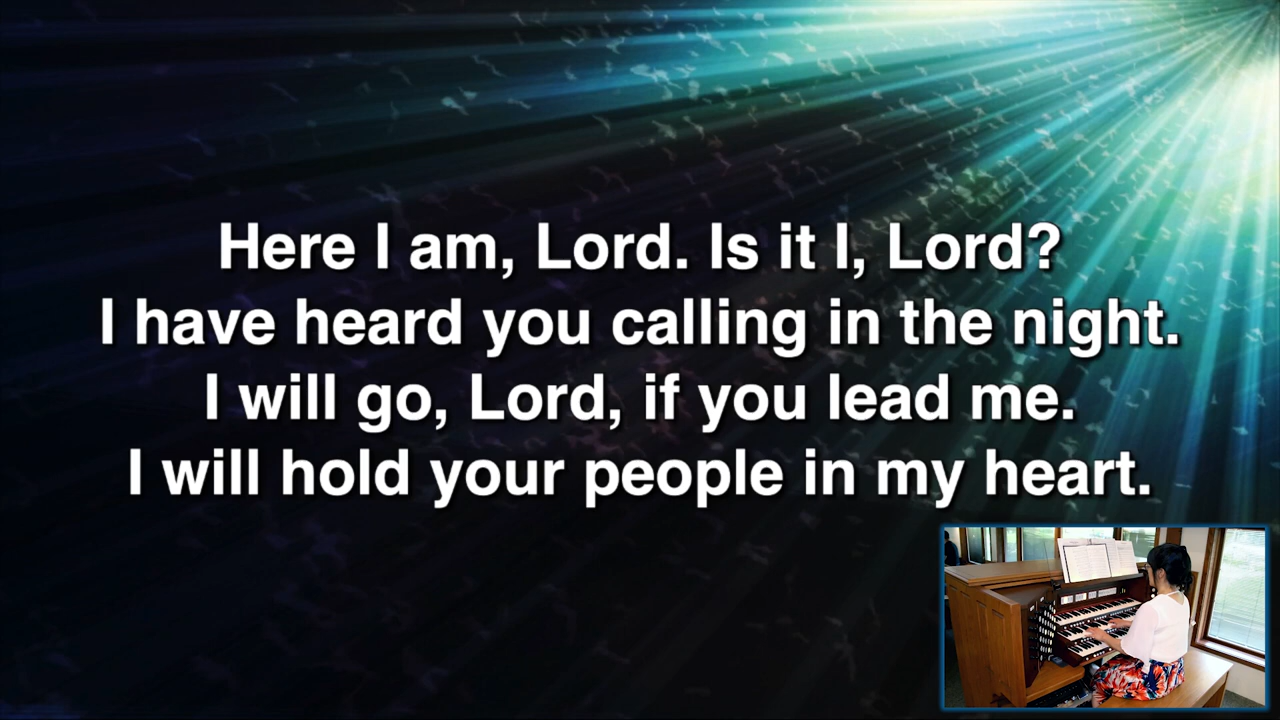 Here I am, Lord. Is it I, Lord?
I have heard you calling in the night.
I will go, Lord, if you lead me.
I will hold your people in my heart.